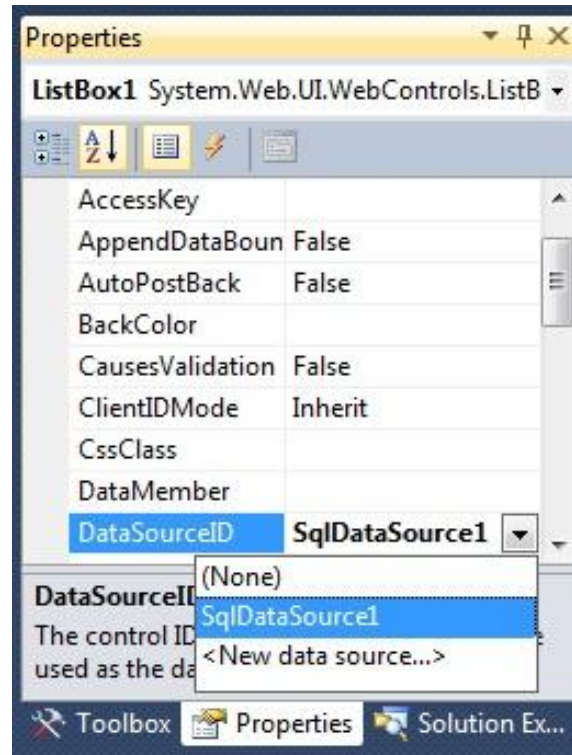 Properties
ListBox1 System.Web.UI.WebControls.ListB
AccessKey
AppendDataBoun False
AutoPostBack False
BackColor
CausesValidation False
ClientIDMode Inherit
CssClass
DataMember
DataSourceID SqlDataSource1
(None)
SqlDataSource1
<New data source...>
DataSourceI
The control ID e
used as the da
Toolbox Properties Solution Ex...